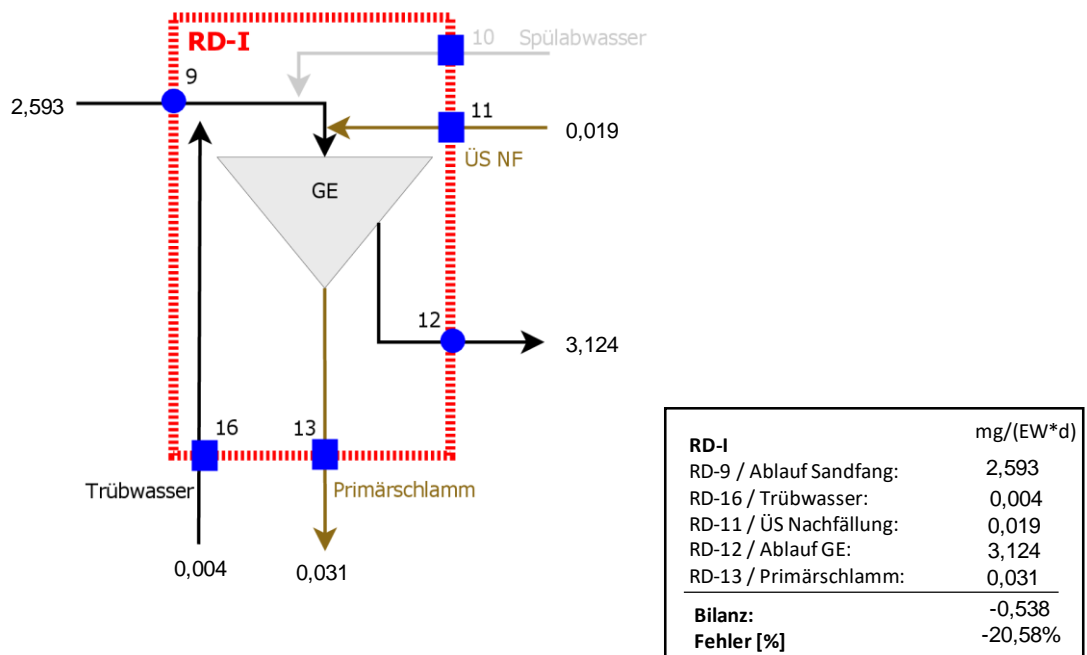 RD-I
10 Spülabwasser
9
2,593
11
0,019
ÜS NF
GE
12
3,124
16
13
Trübwasser
Primärschlamm
0,004
0,031
mg/(EW*d)
RD-I
RD-9 / Ablauf Sandfang: 2,593
RD-16 / Trübwasser: 0,004
RD-11 / ÜS Nachfällung: 0,019
RD-12 / Ablauf GE: 3,124
RD-13 / Primärschlamm: 0,031
Bilanz: -0,538
Fehler [%] -20,58%